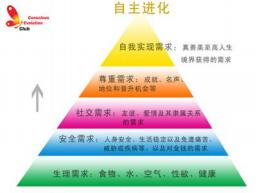 自主进化
Conscious
Evolution
Club
自我实现需求：真善美至高人生
境界获得的需求
尊重需求：成就、名声、
地位和晋升机会等
社交需求：友谊、爱情及其隶属关系
的需求
安全需求：人身安全、生活稳定以及免遭痛苦、
威胁或疾病等、以及对金钱的需求
生理需求：食物、水、空气、性欲、健康